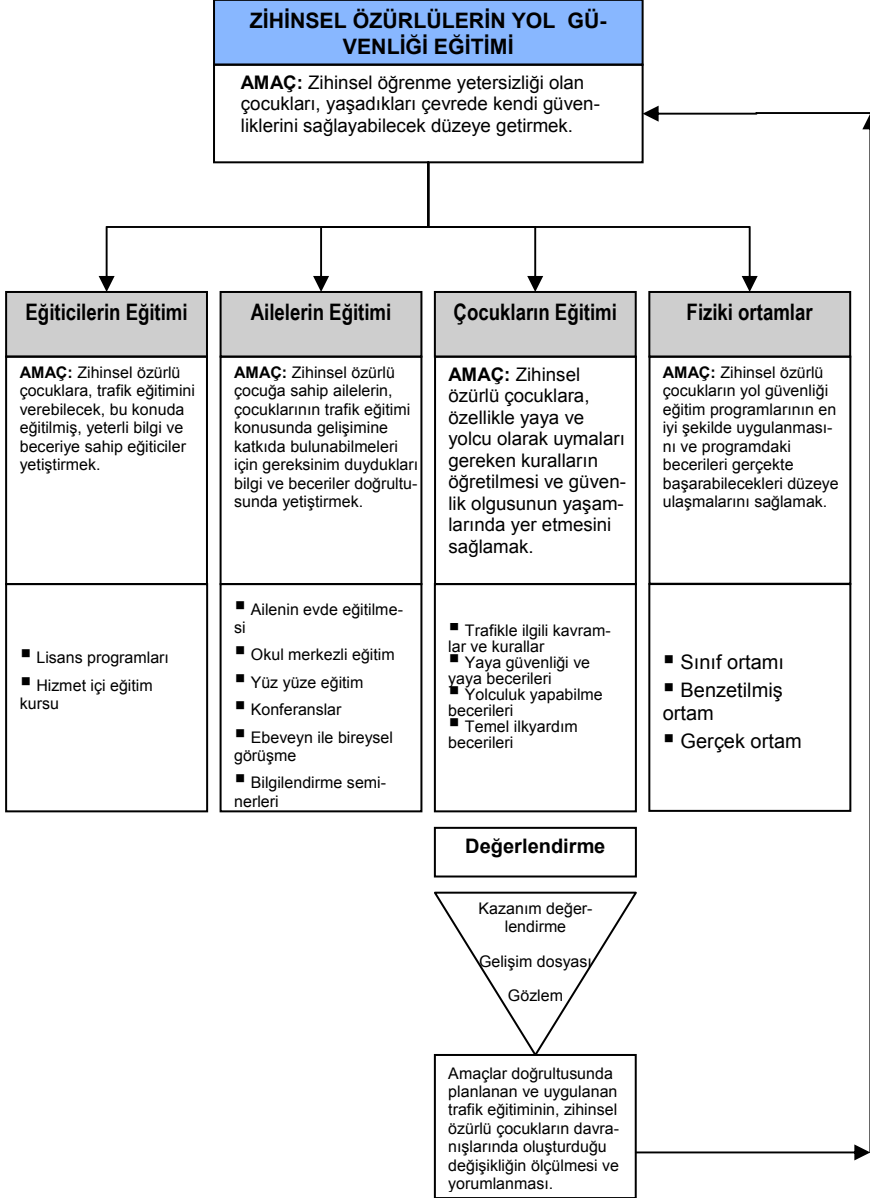 ZİHİNSEL ÖZÜRLÜLERİN YOL GÜ-
VENLİĞİ EĞİTİMİ
AMAÇ: Zihinsel öğrenme yetersizliği olan
çocukları, yaşadıkları çevrede kendi güven-
liklerini sağlayabilecek düzeye getirmek.
Eğiticilerin Eğitimi
AMAÇ: Zihinsel özürlü
çocuklara, trafik eğitimini
verebilecek, bu konuda
eğitilmiş, yeterli bilgi ve
beceriye sahip eğiticiler
yetiştirmek.
■ Lisans programları
■ Hizmet içi eğitim
kursu
Ailelerin Eğitimi
AMAÇ: Zihinsel özürlü
çocuğa sahip ailelerin,
çocuklarının trafik eğitimi
konusunda gelişimine
katkıda bulunabilmeleri
için gereksinim duydukları
bilgi ve beceriler doğrultu-
sunda yetiştirmek.
■ Ailenin evde eğitilme-
si
■ Okul merkezli eğitim
■ Yüz yüze eğitim
■ Konferanslar
■ Ebeveyn ile bireysel
görüşme
■ Bilgilendirme semi-
nerleri
Çocukların Eğitimi
AMAÇ: Zihinsel
özürlü çocuklara,
özellikle yaya ve
yolcu olarak uymaları
gereken kuralların
öğretilmesi ve güven-
lik olgusunun yaşam-
larında yer etmesini
sağlamak.
■ Trafikle ilgili kavram-
lar ve kurallar
■ Yaya güvenliği ve
yaya becerileri
■ Yolculuk yapabilme
becerileri
■ Temel ilkyardım
becerileri
Fiziki ortamlar
AMAÇ: Zihinsel özürlü
çocukların yol güvenliği
eğitim programlarının en
iyi şekilde uygulanması-
nı ve programdaki
becerileri gerçekte
başarabilecekleri düzeye
ulaşmalarını sağlamak.
■ Sınıf ortamı
■ Benzetilmiş
ortam
■ Gerçek ortam
Değerlendirme
Kazanım değer-
lendirme
Gelişim dosyası
Gözlem
Amaçlar doğrultusunda
planlanan ve uygulanan
trafik eğitiminin, zihinsel
özürlü çocukların davra-
nışlarında oluşturduğu
değişikliğin ölçülmesi ve
yorumlanması.